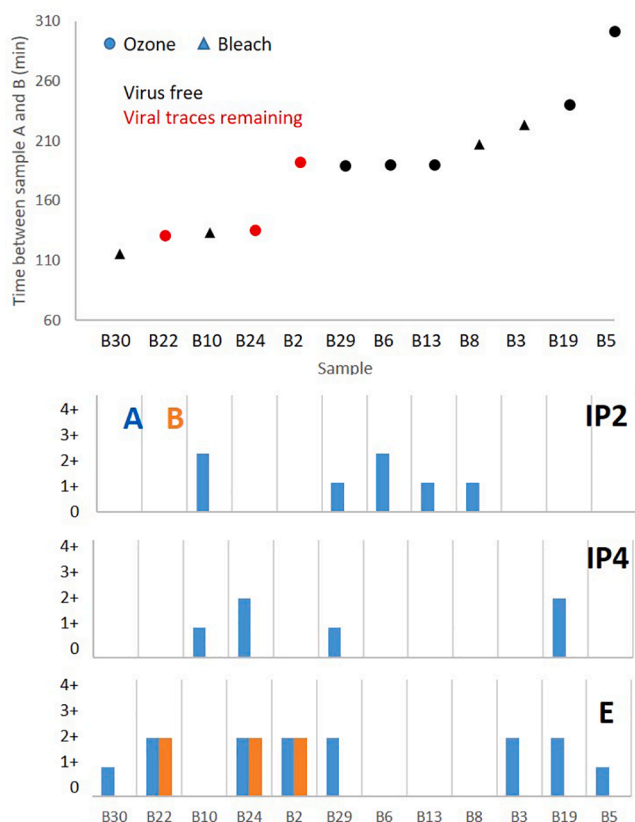 Time between sample A and B (min)
310
260
210
160
110
60
Ozone Bleach
Virus free
Viral traces remaining
B30 B22 B10 B24 B2 B29 B6 B13 B8 B3 B19 B5
Sample
4+
3+
2+
1+
0
A B
IP2
4+
3+
2+
1+
0
IP4
4+
3+
2+
1+
0
E
B30 B22 B10 B24 B2 B29 B6 B13 B8 B3 B19 B5